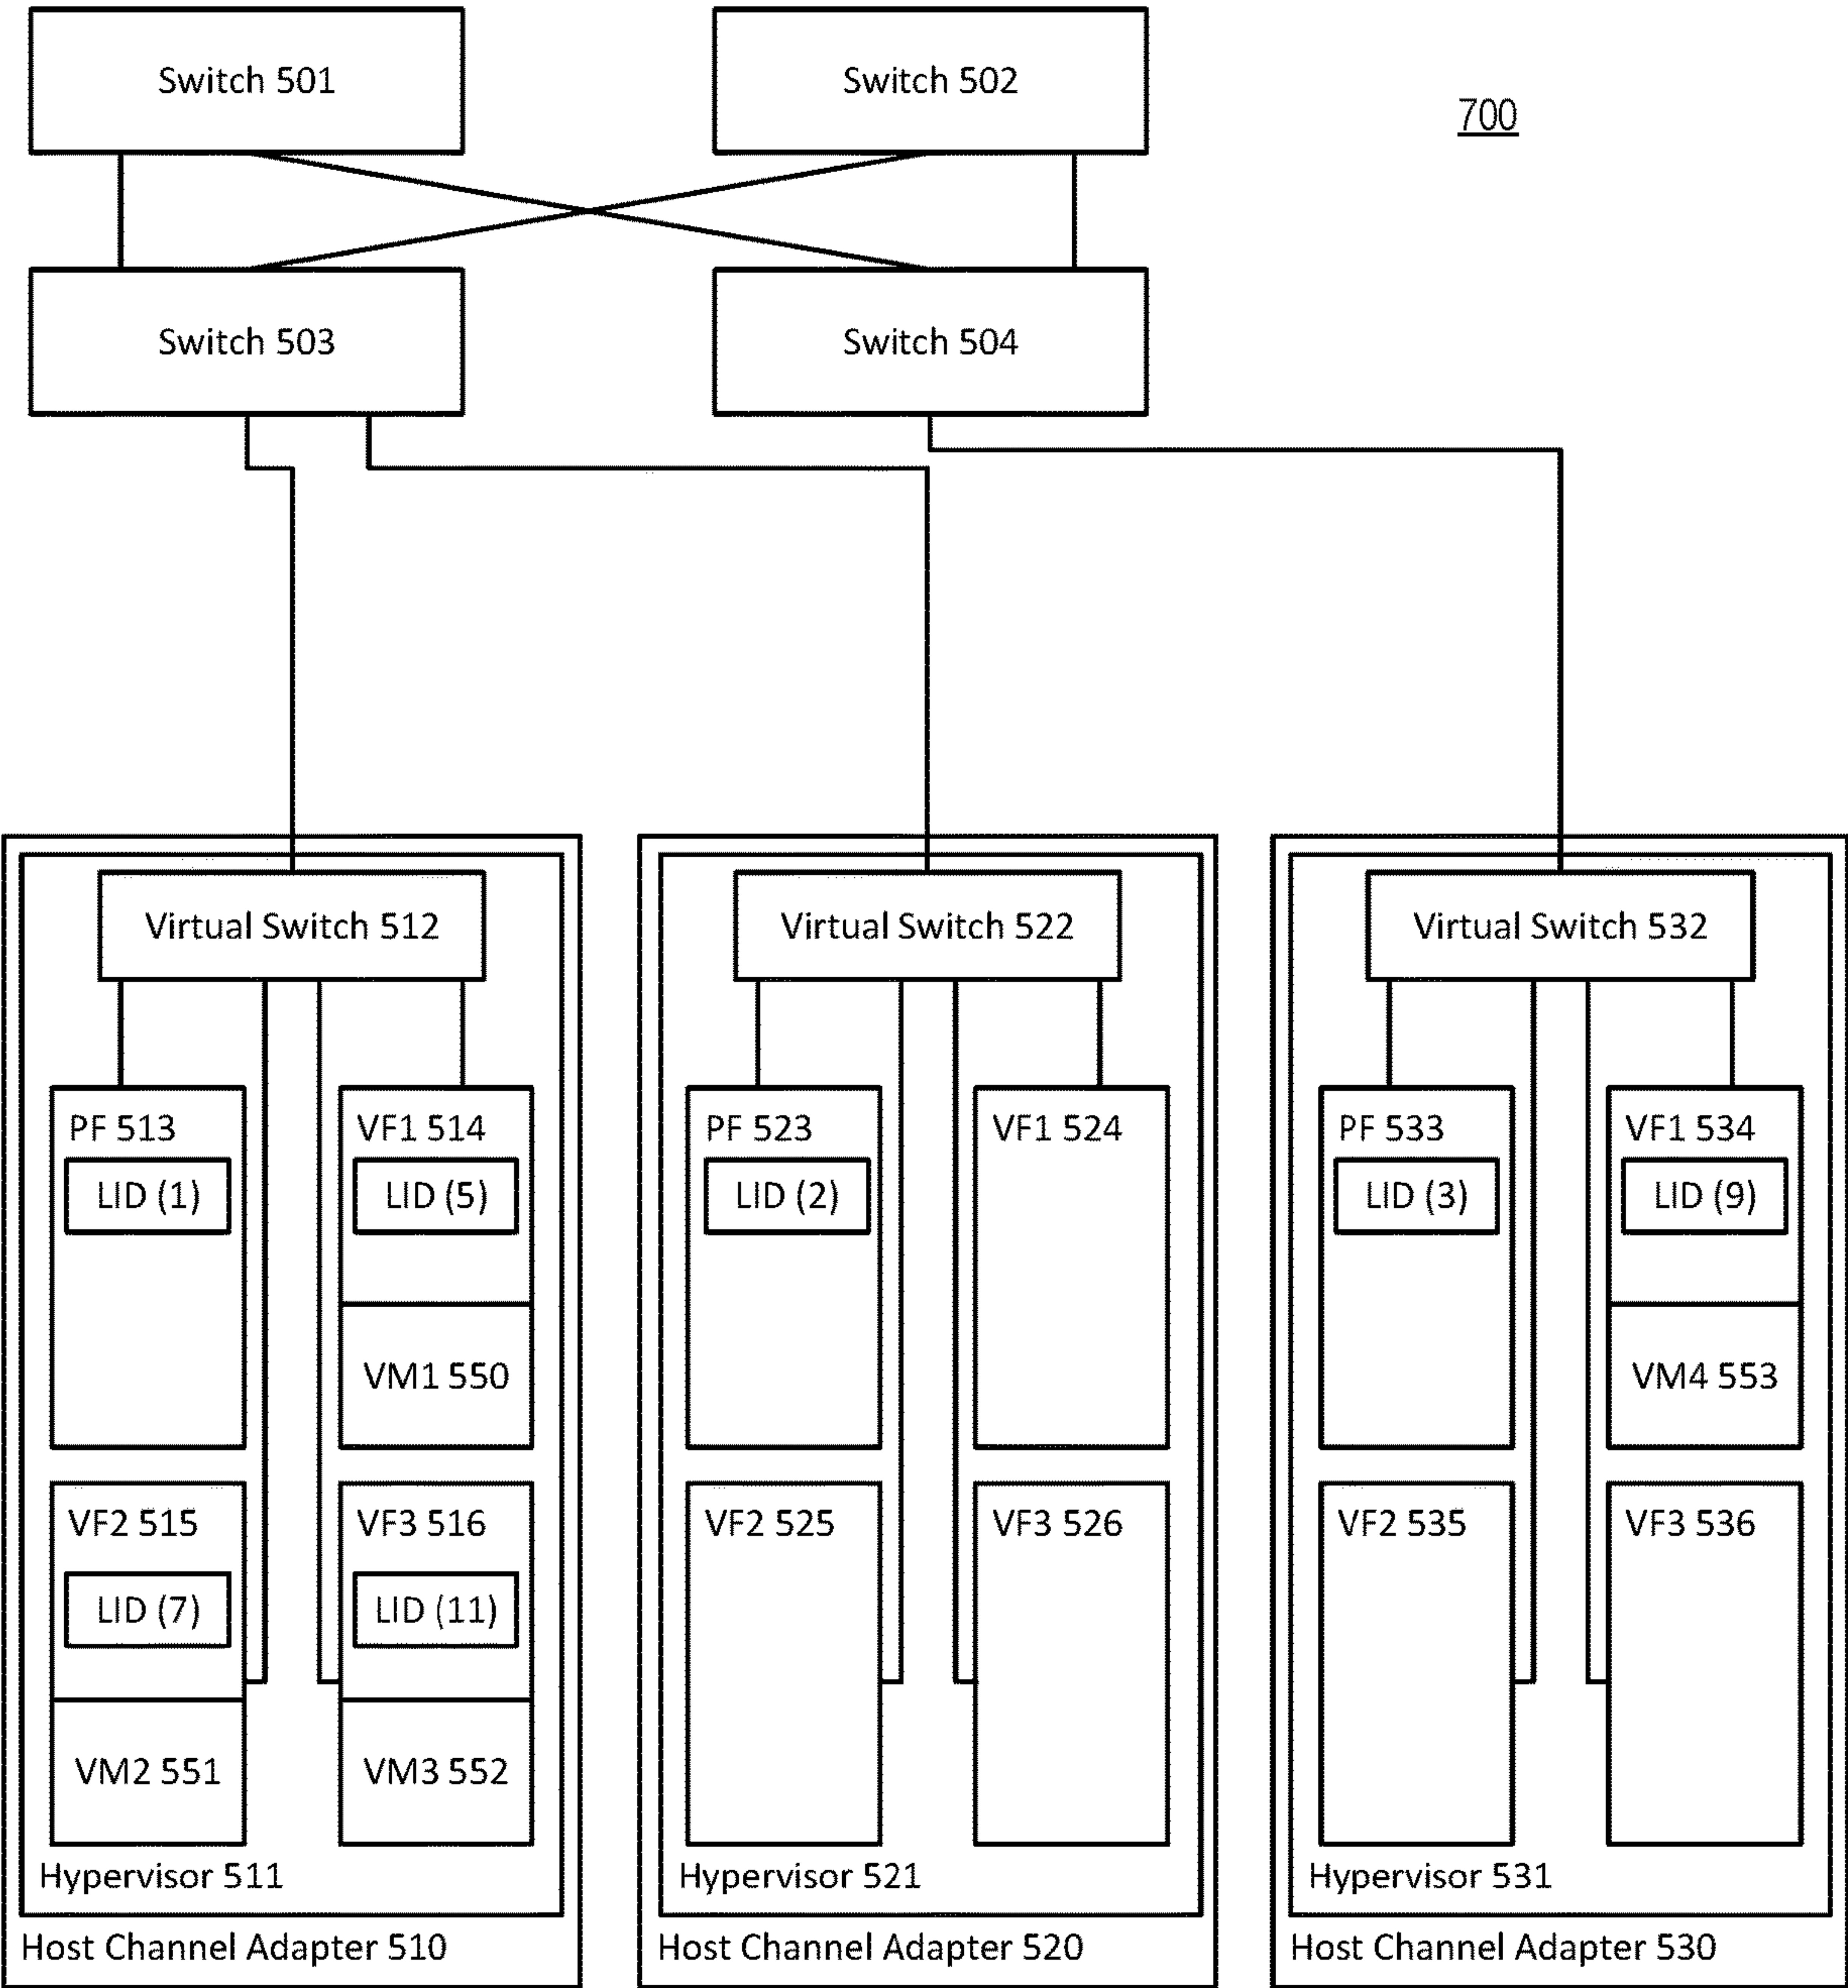 Switch 501
Switch 502
700
Switch 503
Switch 504
Virtual Switch 512
PF 513
LID (1)
VF1 514
LID (5)
VM1 550
VF2 515
LID (7)
VM2 551
VF3 516
LID (11)
VM3 552
Hypervisor 511
Host Channel Adapter 510
Virtual Switch 522
PF 523
LID (2)
VF1 524
VF2 525
VF3 526
Hypervisor 521
Host Channel Adapter 520
Virtual Switch 532
PF 533
LID (3)
VF1 534
LID (9)
VM4 553
VF2 535
VF3 536
Hypervisor 531
Host Channel Adapter 530